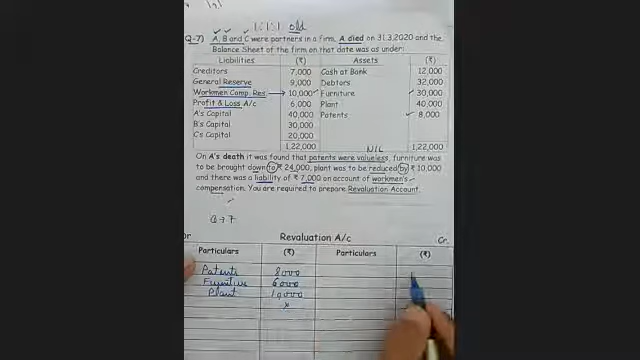 1:1:1 old
Q-7) A, B and C were partners in a firm, A died on 31.3.2020 and the
Balance Sheet of the firm on that date was as under:
Liabilities (₹) Assets (₹)
Creditors 7,000 Cash at Bank 12,000
General Reserve 9,000 Debtors 32,000
Workmen Comp. Res. 10,000 Furniture 30,000
Profit & Loss A/c 6,000 Plant 40,000
A's Capital 40,000 Patents 8,000
B's Capital 30,000
C's Capital 20,000
NIL
1,22,000 1,22,000
On A's death it was found that patents were valueless, furniture was
to be brought down to ₹ 24,000, plant was to be reduced by ₹ 10,000
and there was a liability of ₹ 7,000 on account of workmen's
compensation. You are required to prepare Revaluation Account.
Q → 7
Dr Revaluation A/c Cr.
Particulars (₹) Particulars (₹)
Patents 8000
Furniture 6000
Plant 10000